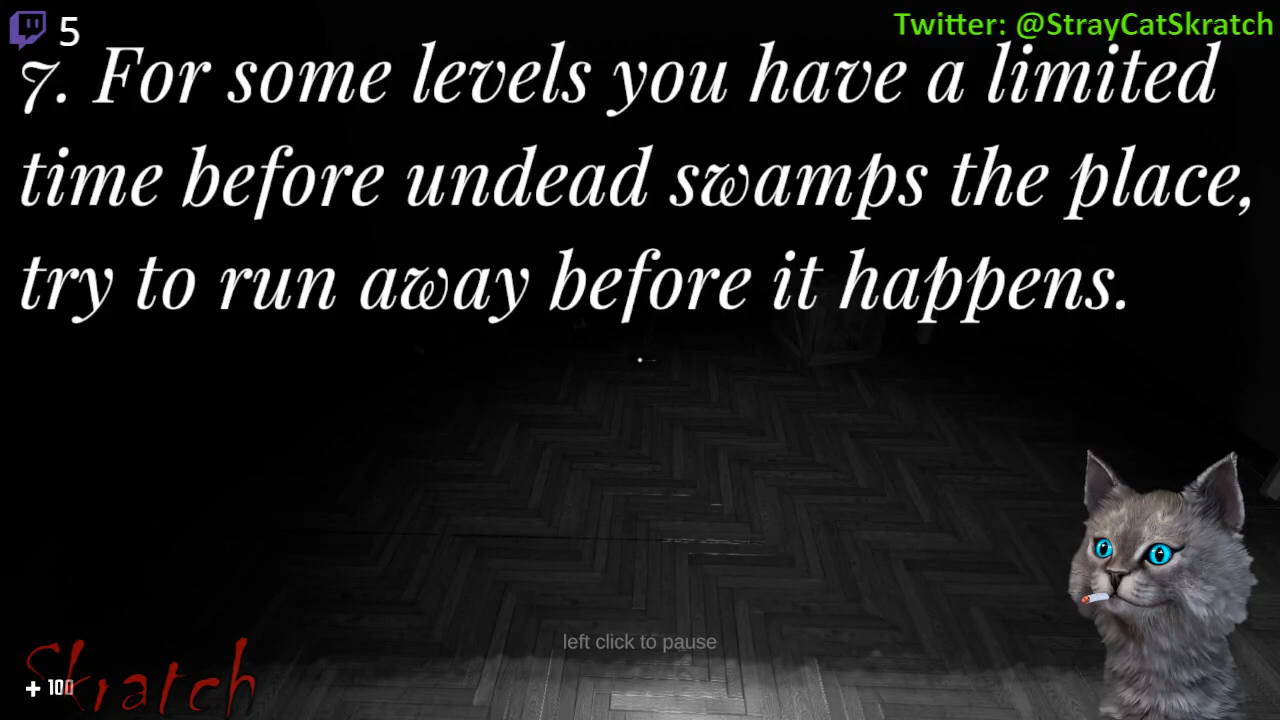 5
Twitter: @StrayCatSkratch
7. For some levels you have a limited
time before undead swamps the place,
try to run away before it happens.
left click to pause
Skratch
+ 100